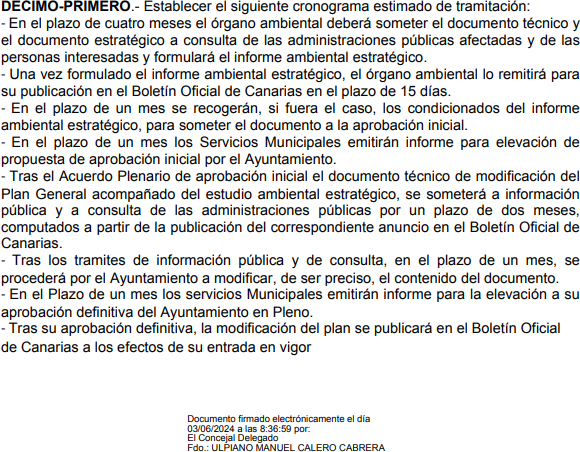 DECIMO-PRIMERO.- Establecer el siguiente cronograma estimado de tramitación:
- En el plazo de cuatro meses el órgano ambiental deberá someter el documento técnico y
el documento estratégico a consulta de las administraciones públicas afectadas y de las
personas interesadas y formulará el informe ambiental estratégico.
- Una vez formulado el informe ambiental estratégico, el órgano ambiental lo remitirá para
su publicación en el Boletín Oficial de Canarias en el plazo de 15 días.
- En el plazo de un mes se recogerán, si fuera el caso, los condicionados del informe
ambiental estratégico, para someter el documento a la aprobación inicial.
- En el plazo de un mes los Servicios Municipales emitirán informe para elevación de
propuesta de aprobación inicial por el Ayuntamiento.
- Tras el Acuerdo Plenario de aprobación inicial el documento técnico de modificación del
Plan General acompañado del estudio ambiental estratégico, se someterá a información
pública y a consulta de las administraciones públicas por un plazo de dos meses,
computados a partir de la publicación del correspondiente anuncio en el Boletín Oficial de
Canarias.
- Tras los tramites de información pública y de consulta, en el plazo de un mes, se
procederá por el Ayuntamiento a modificar, de ser preciso, el contenido del documento.
- En el Plazo de un mes los servicios Municipales emitirán informe para la elevación a su
aprobación definitiva del Ayuntamiento en Pleno.
- Tras su aprobación definitiva, la modificación del plan se publicará en el Boletín Oficial
de Canarias a los efectos de su entrada en vigor
Documento firmado electrónicamente el día
03/06/2024 a las 8:36:59 por:
El Concejal Delegado
Fdo.: ULPIANO MANUEL CALERO CABRERA